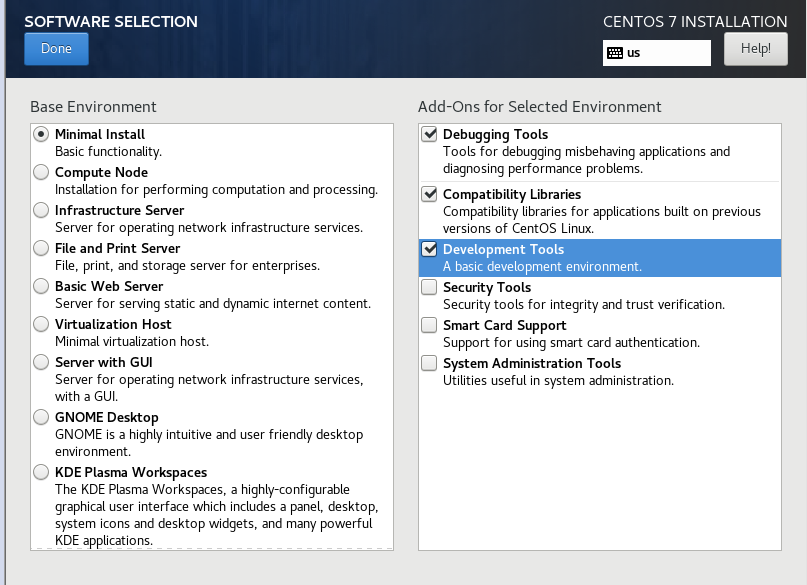 SOFTWARE SELECTION
CENTOS 7 INSTALLATION
Done
us
Help!
Base Environment
Minimal Install
Basic functionality.
Compute Node
Installation for performing computation and processing.
Infrastructure Server
Server for operating network infrastructure services.
File and Print Server
File, print, and storage server for enterprises.
Basic Web Server
Server for serving static and dynamic internet content.
Virtualization Host
Minimal virtualization host.
Server with GUI
Server for operating network infrastructure services,
with a GUI.
GNOME Desktop
GNOME is a highly intuitive and user friendly desktop
environment.
KDE Plasma Workspaces
The KDE Plasma Workspaces, a highly-configurable
graphical user interface which includes a panel, desktop,
system icons and desktop widgets, and many powerful
KDE applications.
Add-Ons for Selected Environment
Debugging Tools
Tools for debugging misbehaving applications and
diagnosing performance problems.
Compatibility Libraries
Compatibility libraries for applications built on previous
versions of CentOS Linux.
Development Tools
A basic development environment.
Security Tools
Security tools for integrity and trust verification.
Smart Card Support
Support for using smart card authentication.
System Administration Tools
Utilities useful in system administration.